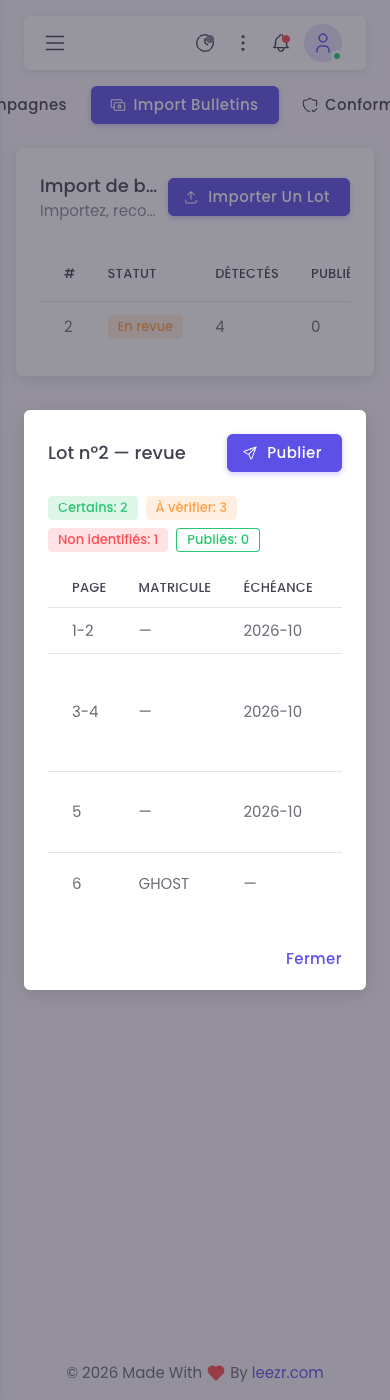 npagnes
Import Bulletins
Conform
Import de b...
Importer Un Lot
Importez, reco...
# STATUT DÉTECTÉS PUBLIÉ
2 En revue 4 0
Lot n°2 — revue
Publier
Certains: 2 À vérifier: 3
Non identifiés: 1 Publiés: 0
PAGE MATRICULE ÉCHÉANCE
1-2 — 2026-10
3-4 — 2026-10
5 — 2026-10
6 GHOST —
Fermer
© 2026 Made With By leezr.com